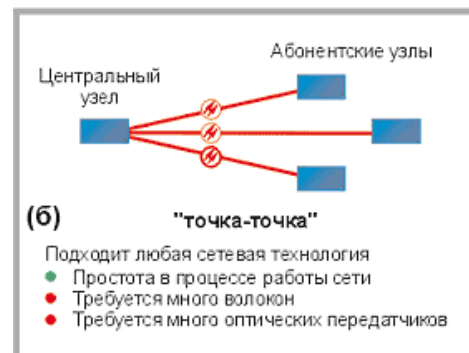 Абонентские узлы
Центральный
узел
(б) "точка-точка"
Подходит любая сетевая технология
Простота в процессе работы сети
Требуется много волокон
Требуется много оптических передатчиков